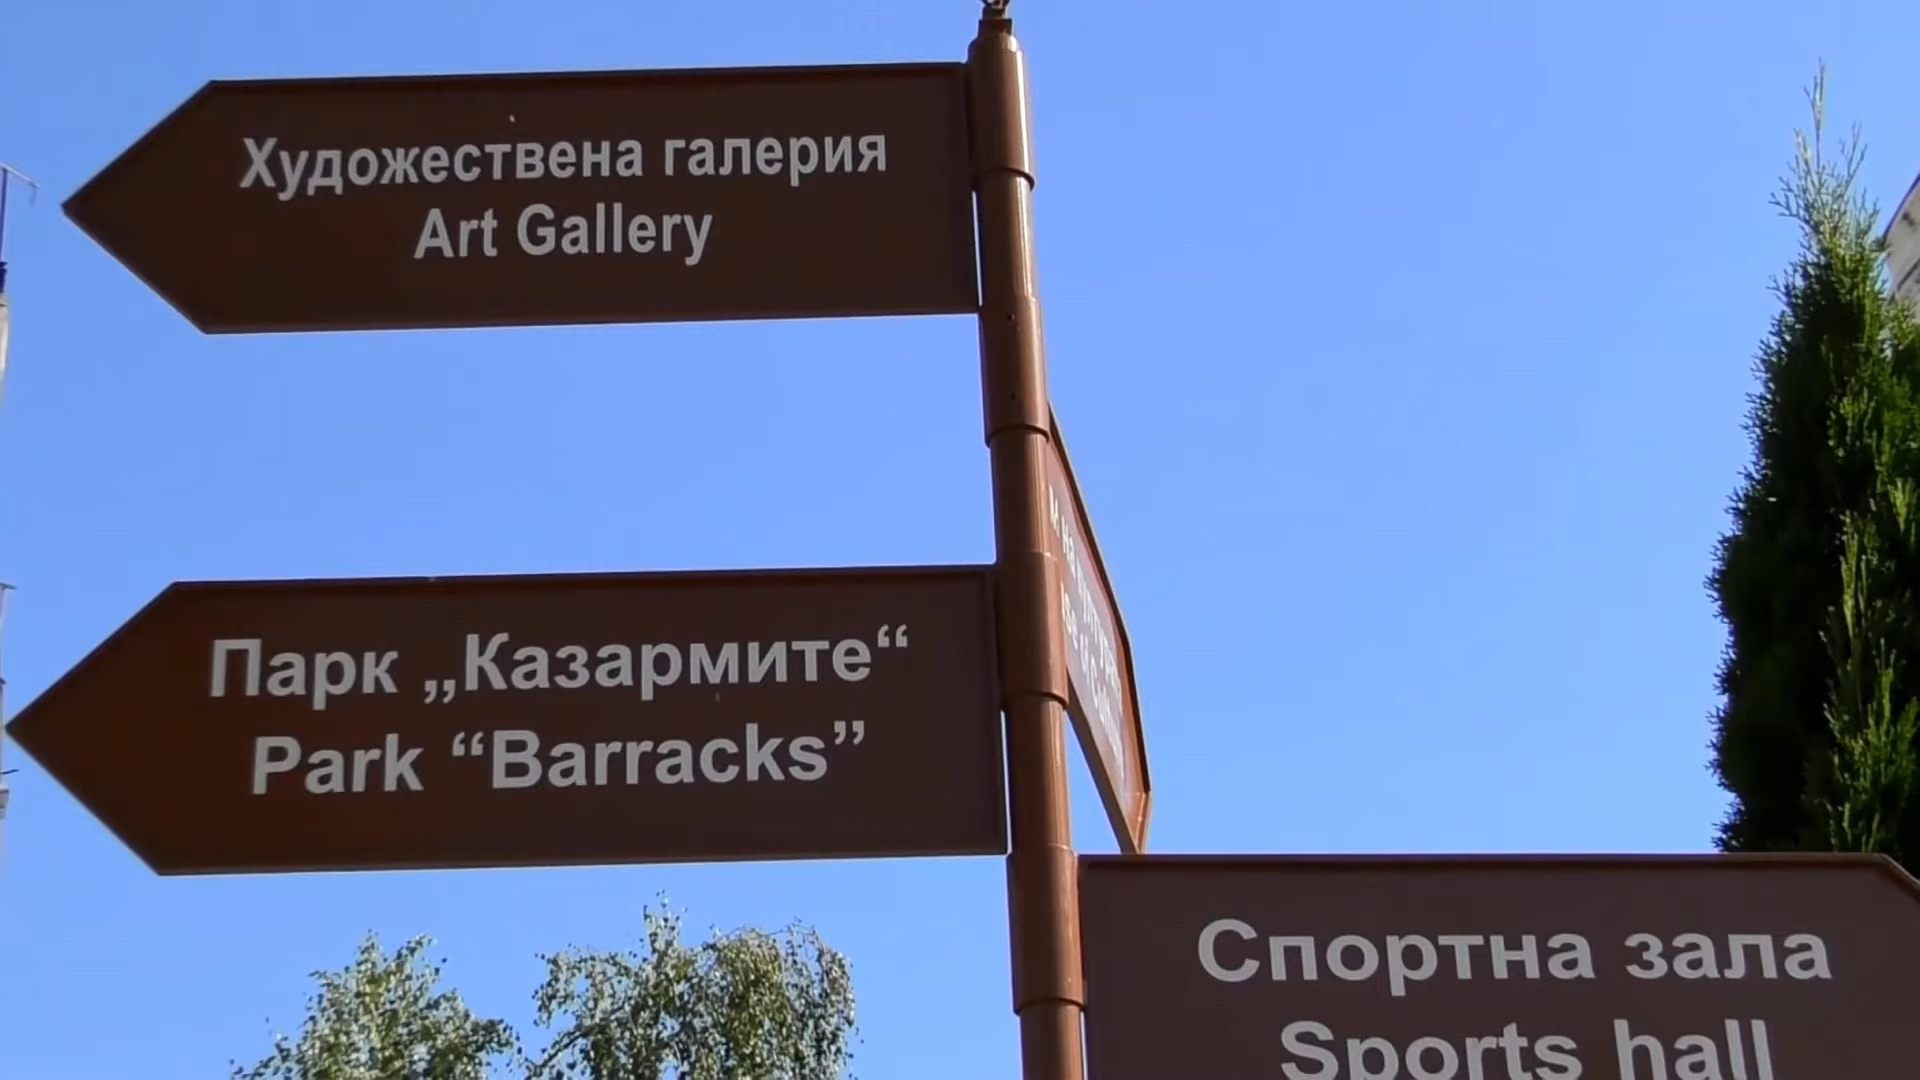 Художествена галерия
Art Gallery
Парк „Казармите“
Park “Barracks”
Спортна зала
Sports hall